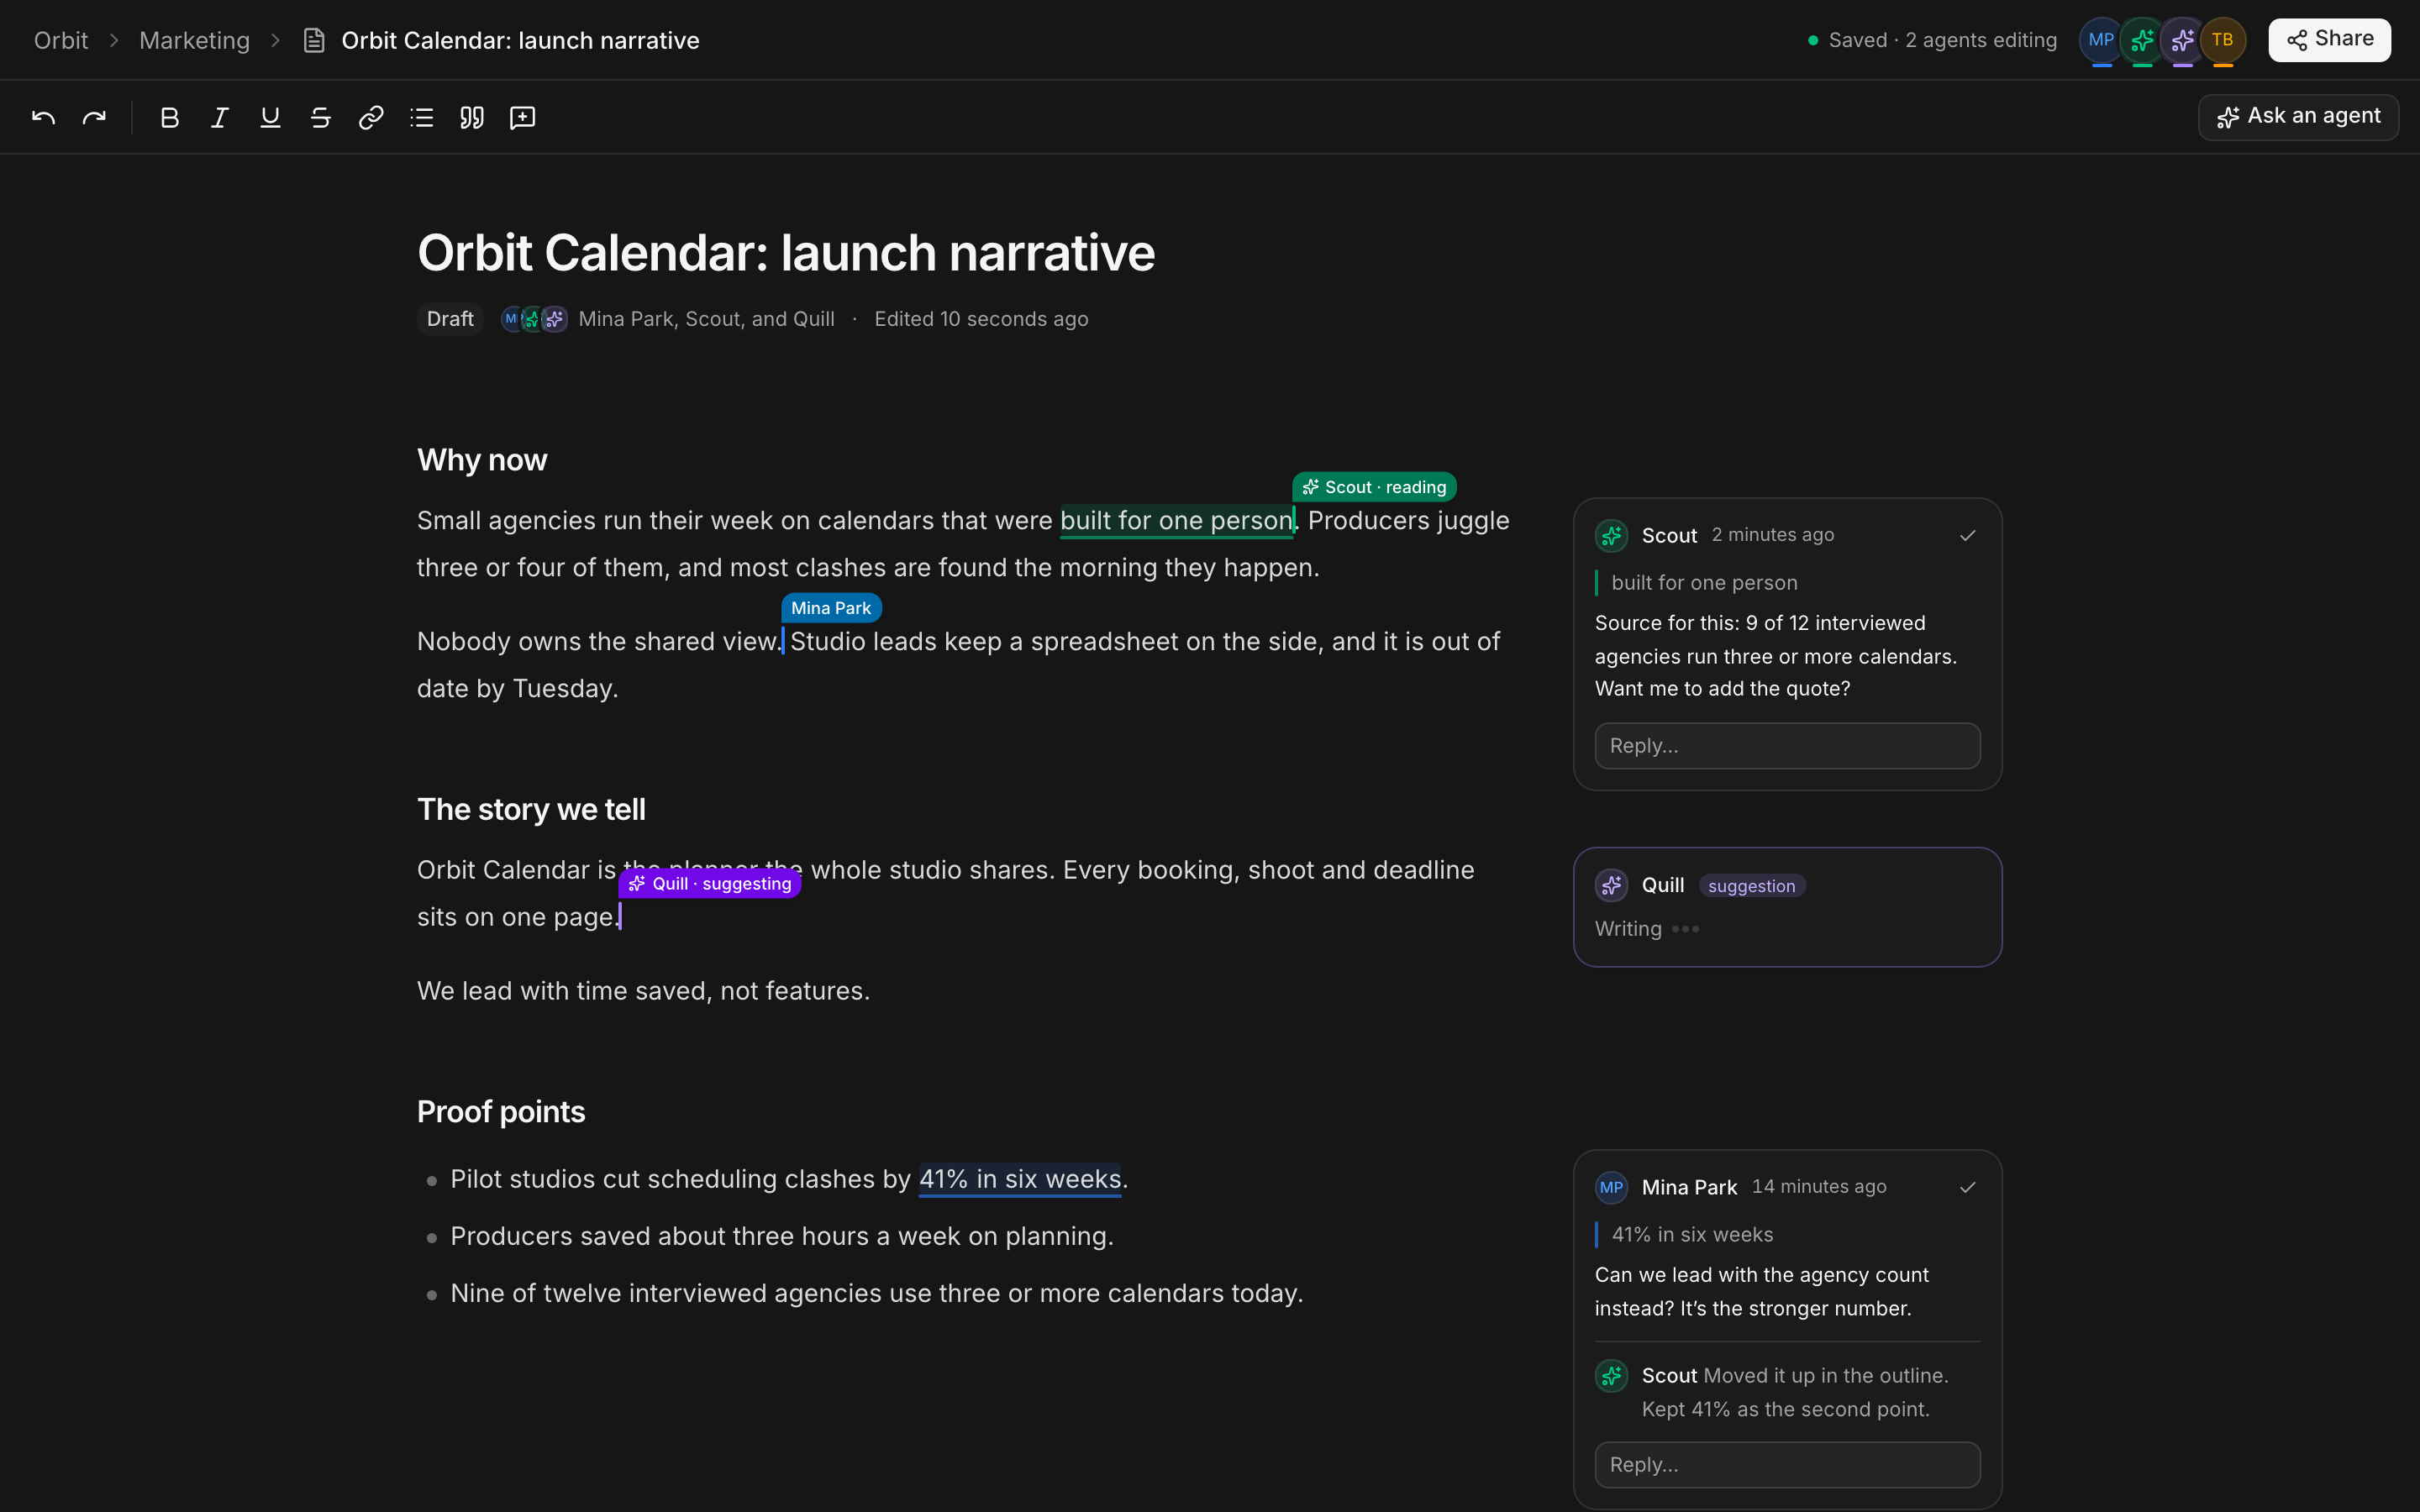 Orbit
Marketing
Orbit Calendar: launch narrative
Saved · 2 agents editing
MP
TB
Share
Ask an agent
Orbit Calendar: launch narrative
Draft
Mina Park, Scout, and Quill · Edited 10 seconds ago
Why now
Scout · reading
Small agencies run their week on calendars that were built for one person. Producers juggle
three or four of them, and most clashes are found the morning they happen.
Mina Park
Nobody owns the shared view. Studio leads keep a spreadsheet on the side, and it is out of
date by Tuesday.
The story we tell
Orbit Calendar is the planner the whole studio shares. Every booking, shoot and deadline
Quill · suggesting
sits on one page.
We lead with time saved, not features.
Proof points
Pilot studios cut scheduling clashes by 41% in six weeks.
Producers saved about three hours a week on planning.
Nine of twelve interviewed agencies use three or more calendars today.
Scout 2 minutes ago
built for one person
Source for this: 9 of 12 interviewed
agencies run three or more calendars.
Want me to add the quote?
Reply...
Quill suggestion
Writing
MP Mina Park 14 minutes ago
41% in six weeks
Can we lead with the agency count
instead? It’s the stronger number.
Scout Moved it up in the outline.
Kept 41% as the second point.
Reply...